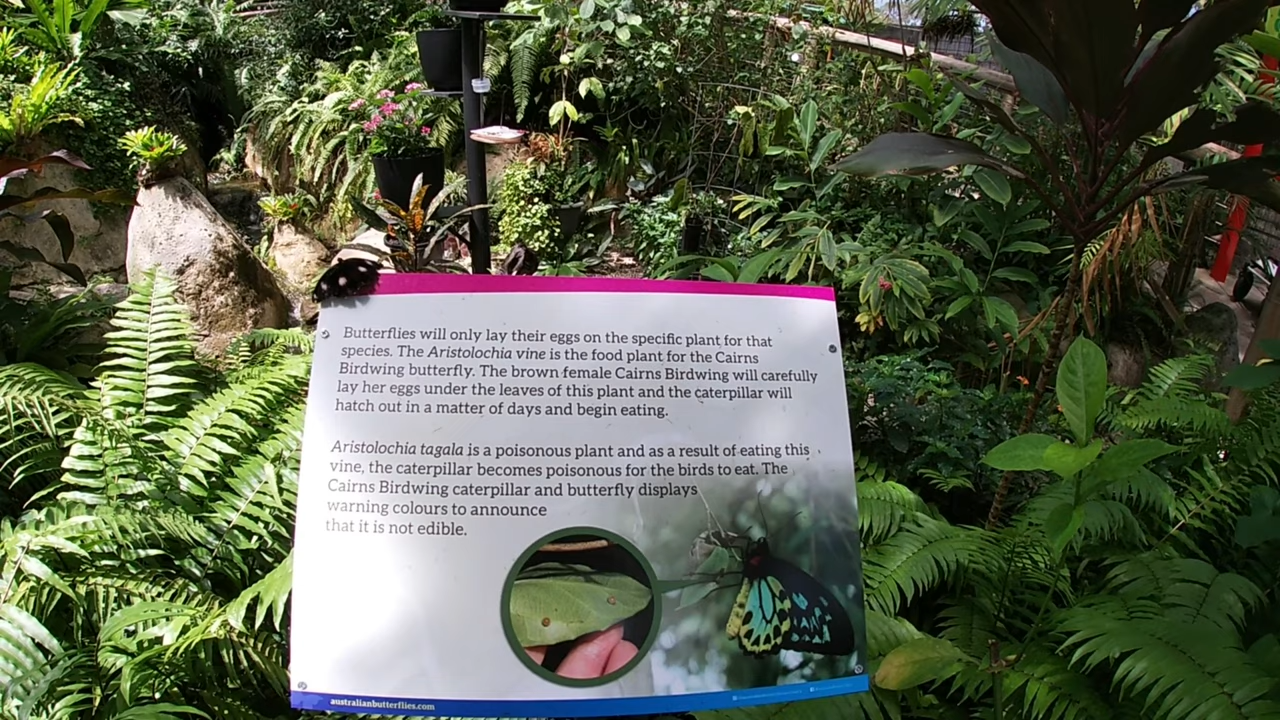 Butterflies will only lay their eggs on the specific plant for that
species. The Aristolochia vine is the food plant for the Cairns
Birdwing butterfly. The brown female Cairns Birdwing will carefully
lay her eggs under the leaves of this plant and the caterpillar will
hatch out in a matter of days and begin eating.
Aristolochia tagala is a poisonous plant and as a result of eating this
vine, the caterpillar becomes poisonous for the birds to eat. The
Cairns Birdwing caterpillar and butterfly displays
warning colours to announce
that it is not edible.
australianbutterflies.com